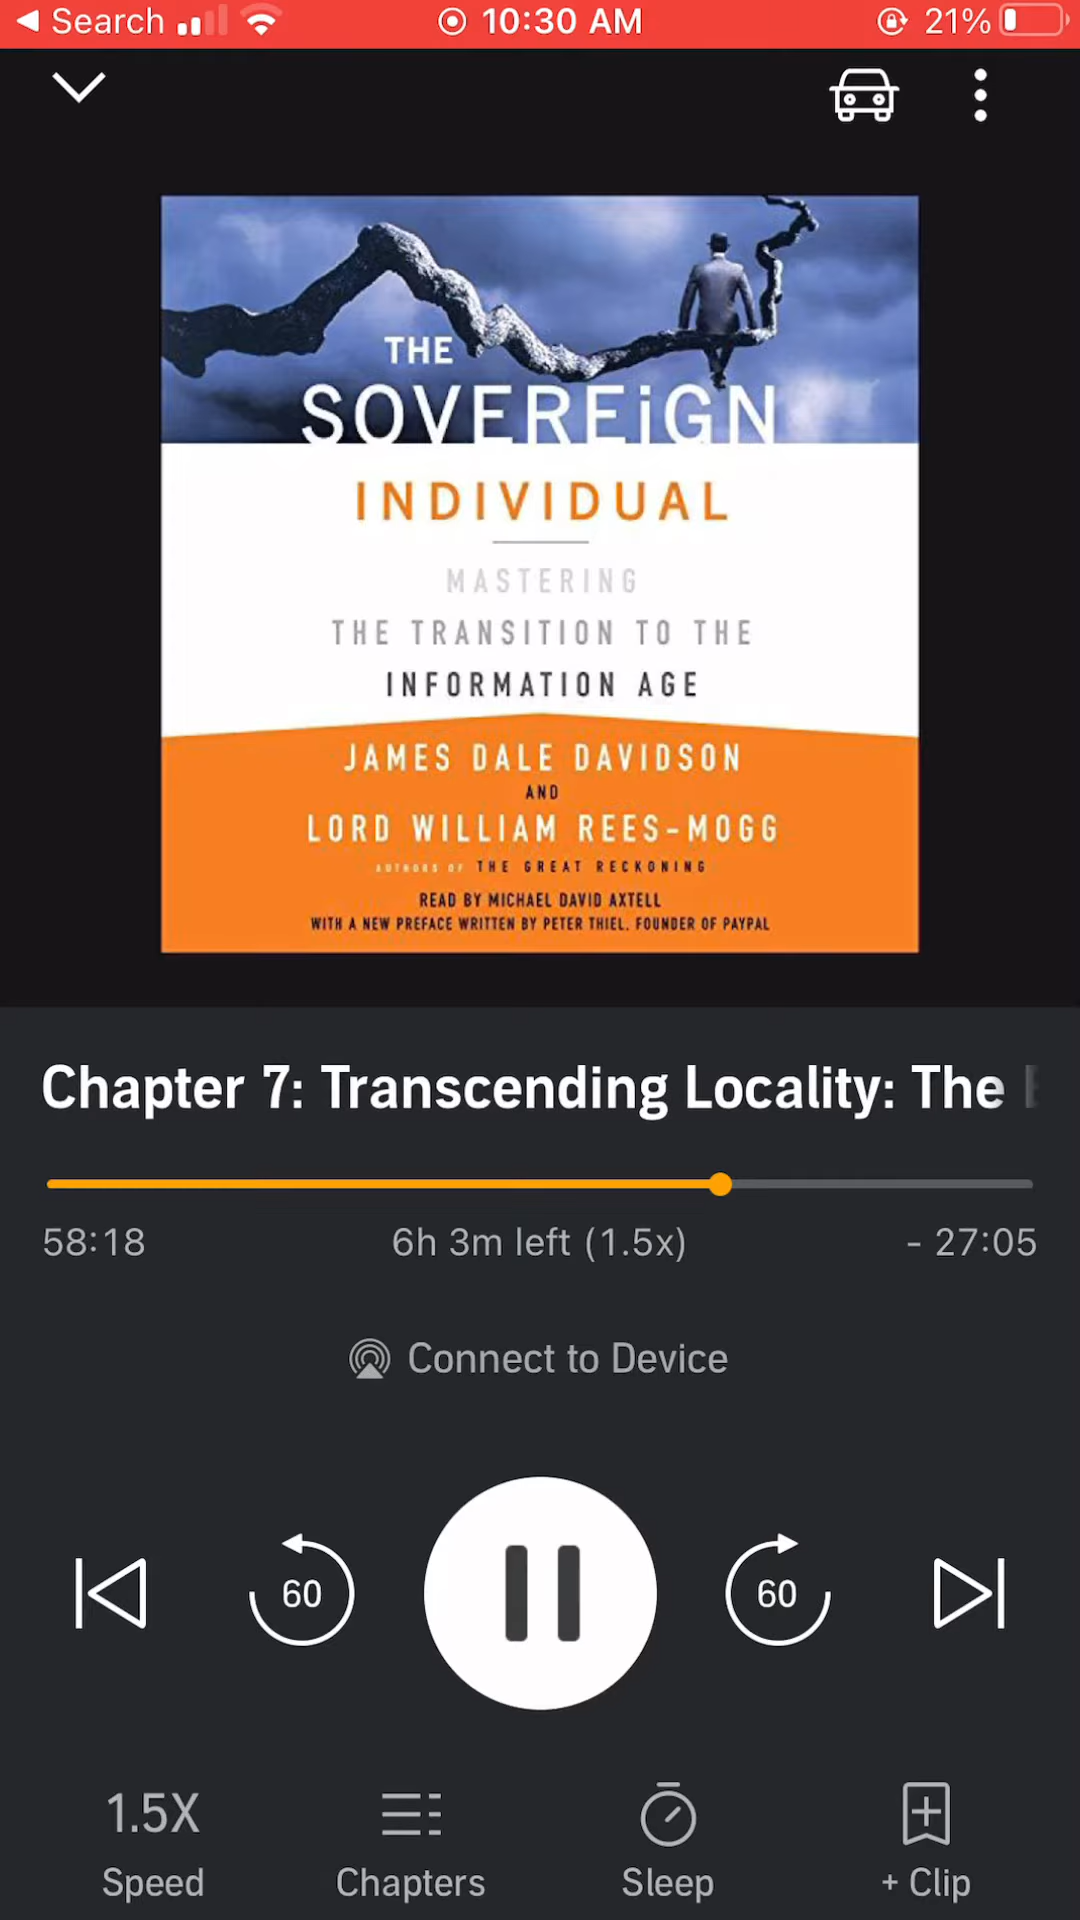 Search
10:30 AM
21%
THE
SOVEREiGN
INDIVIDUAL
MASTERING
THE TRANSITION TO THE
INFORMATION AGE
JAMES DALE DAVIDSON
AND
LORD WILLIAM REES-MOGG
AUTHORS OF THE GREAT RECKONING
READ BY MICHAEL DAVID AXTELL
WITH A NEW PREFACE WRITTEN BY PETER THIEL, FOUNDER OF PAYPAL
Chapter 7: Transcending Locality: The
58:18
6h 3m left (1.5x)
- 27:05
Connect to Device
60
60
1.5X
Speed
Chapters
Sleep
+ Clip